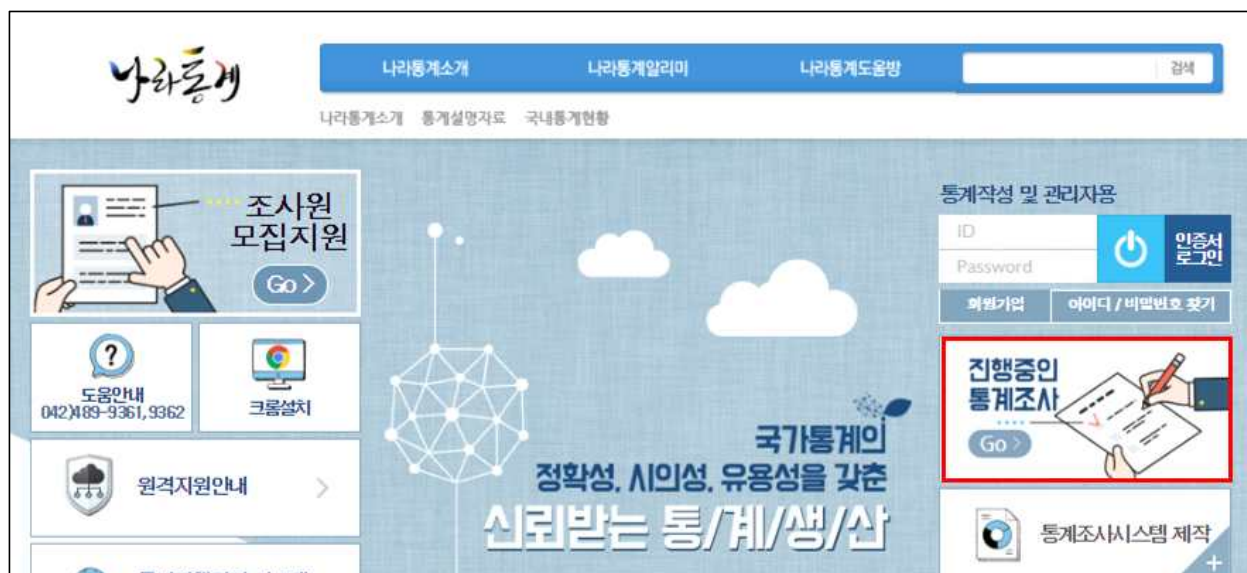 나라통계
나라통계소개 나라통계알리미 나라통계도움방 검색
나라통계소개 통계설명자료 국내통계현황
조사원
모집지원
Go >
도움안내
042)489-9361,9362
크롬설치
원격지원안내
국가통계의
정확성, 시의성, 유용성을 갖춘
신뢰받는 통/계/생/산
통계작성 및 관리자용
ID
Password
인증서
로그인
회원가입 아이디 / 비밀번호 찾기
진행중인
통계조사
Go >
통계조사시스템 제작
+